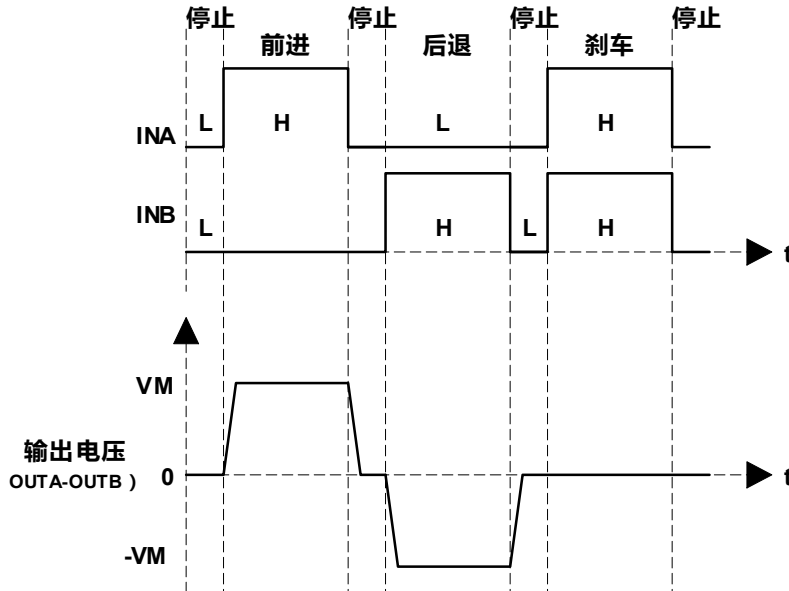 停止 停止 停止 停止
前进 后退 刹车
L H L H
INA
INB
L H L H
t
VM
输出电压
OUTA-OUTB ) 0 t
-VM